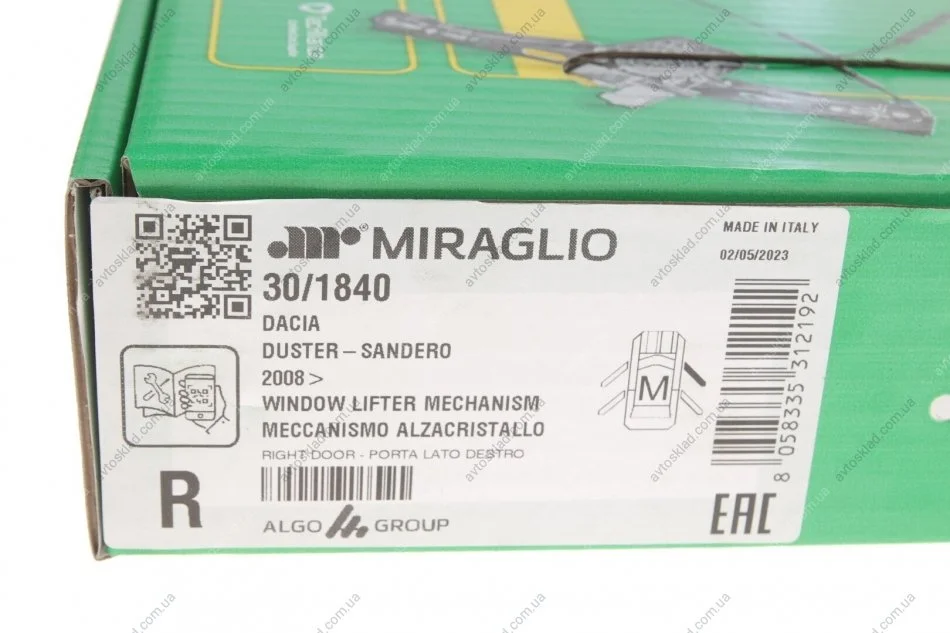 Tecalliance
MIRAGLIO
MADE IN ITALY
02/05/2023
30/1840
DACIA
DUSTER – SANDERO
2008 >
WINDOW LIFTER MECHANISM
MECCANISMO ALZACRISTALLO
RIGHT DOOR - PORTA LATO DESTRO
M
R
ALGO GROUP
8 058335 312192
EAC
avtosklad.com.ua